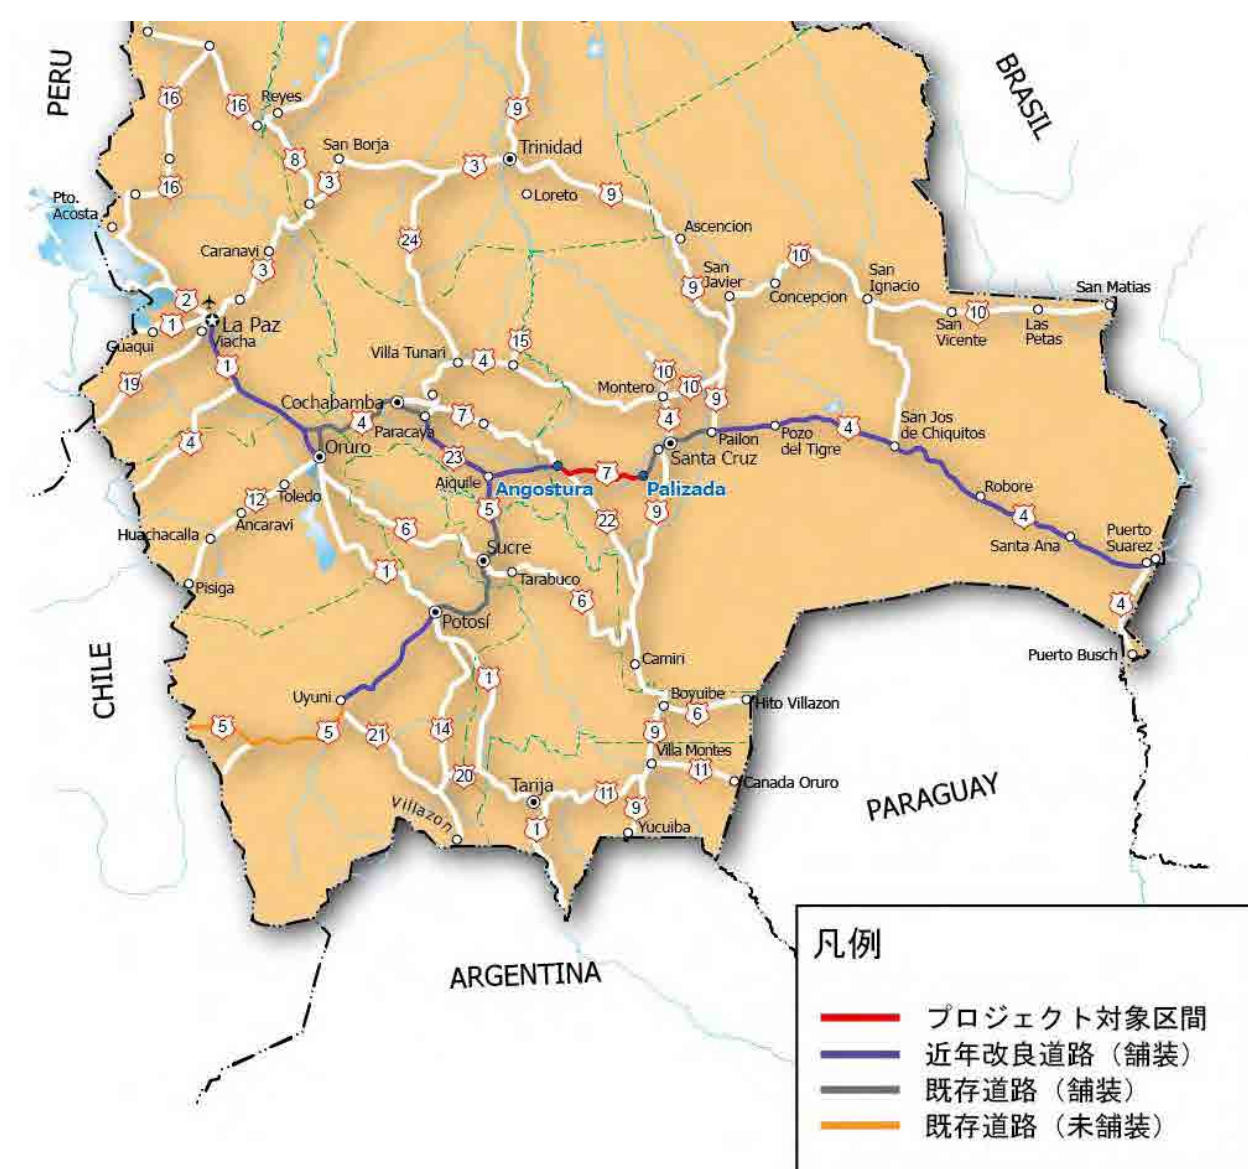 PERU
BRASIL
16
16
Reyes
9
8
San Borja
3
3
Trinidad
16
Loreto
9
Pto.
Acosta
24
Ascencion
Caranavi
3
10
San
Javier
9
San
Ignacio
Concepcion
San Matias
2
1
La Paz
Guaqui
Viacha
San
Vicente
10
Las
Petas
15
Villa Tunari
4
1
19
10
Montero
10
9
Cochabamba
4
7
Paracaya
4
4
Pailon
Pozo
del Tigre
4
San Jos
de Chiquitos
Oruro
23
Santa Cruz
Aiquile
Angostura
7
Palizada
Robore
Toledo
12
Ancaravi
5
22
9
4
Santa Ana
Puerto
Suarez
Huachacalla
6
Sucre
1
Tarabuco
6
Pisiga
4
Potosí
Camiri
Puerto Busch
CHILE
1
Uyuni
Boyuibe
6
Hito Villazon
5
5
21
14
9
Villa Montes
20
11
Canada Oruro
Tarija
11
PARAGUAY
Villazon
1
9
Yucuiba
ARGENTINA
凡例
プロジェクト対象区間
近年改良道路（舗装）
既存道路（舗装）
既存道路（未舗装）